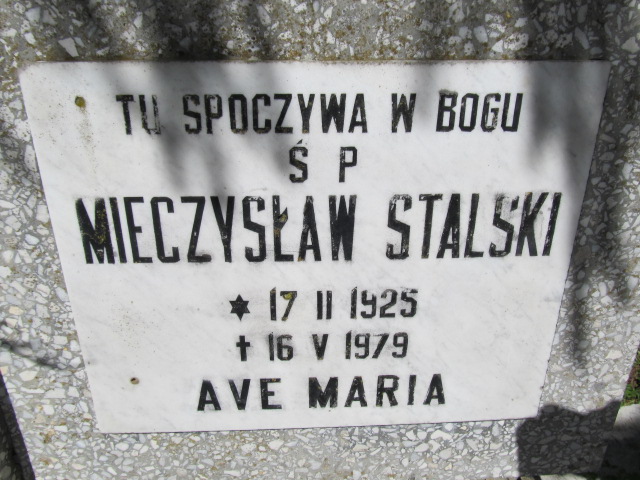 TU SPOCZYWA W BOGU
Ś P
MIECZYSŁAW STALSKI
✶ 17 II 1925
✝ 16 V 1979
AVE MARIA